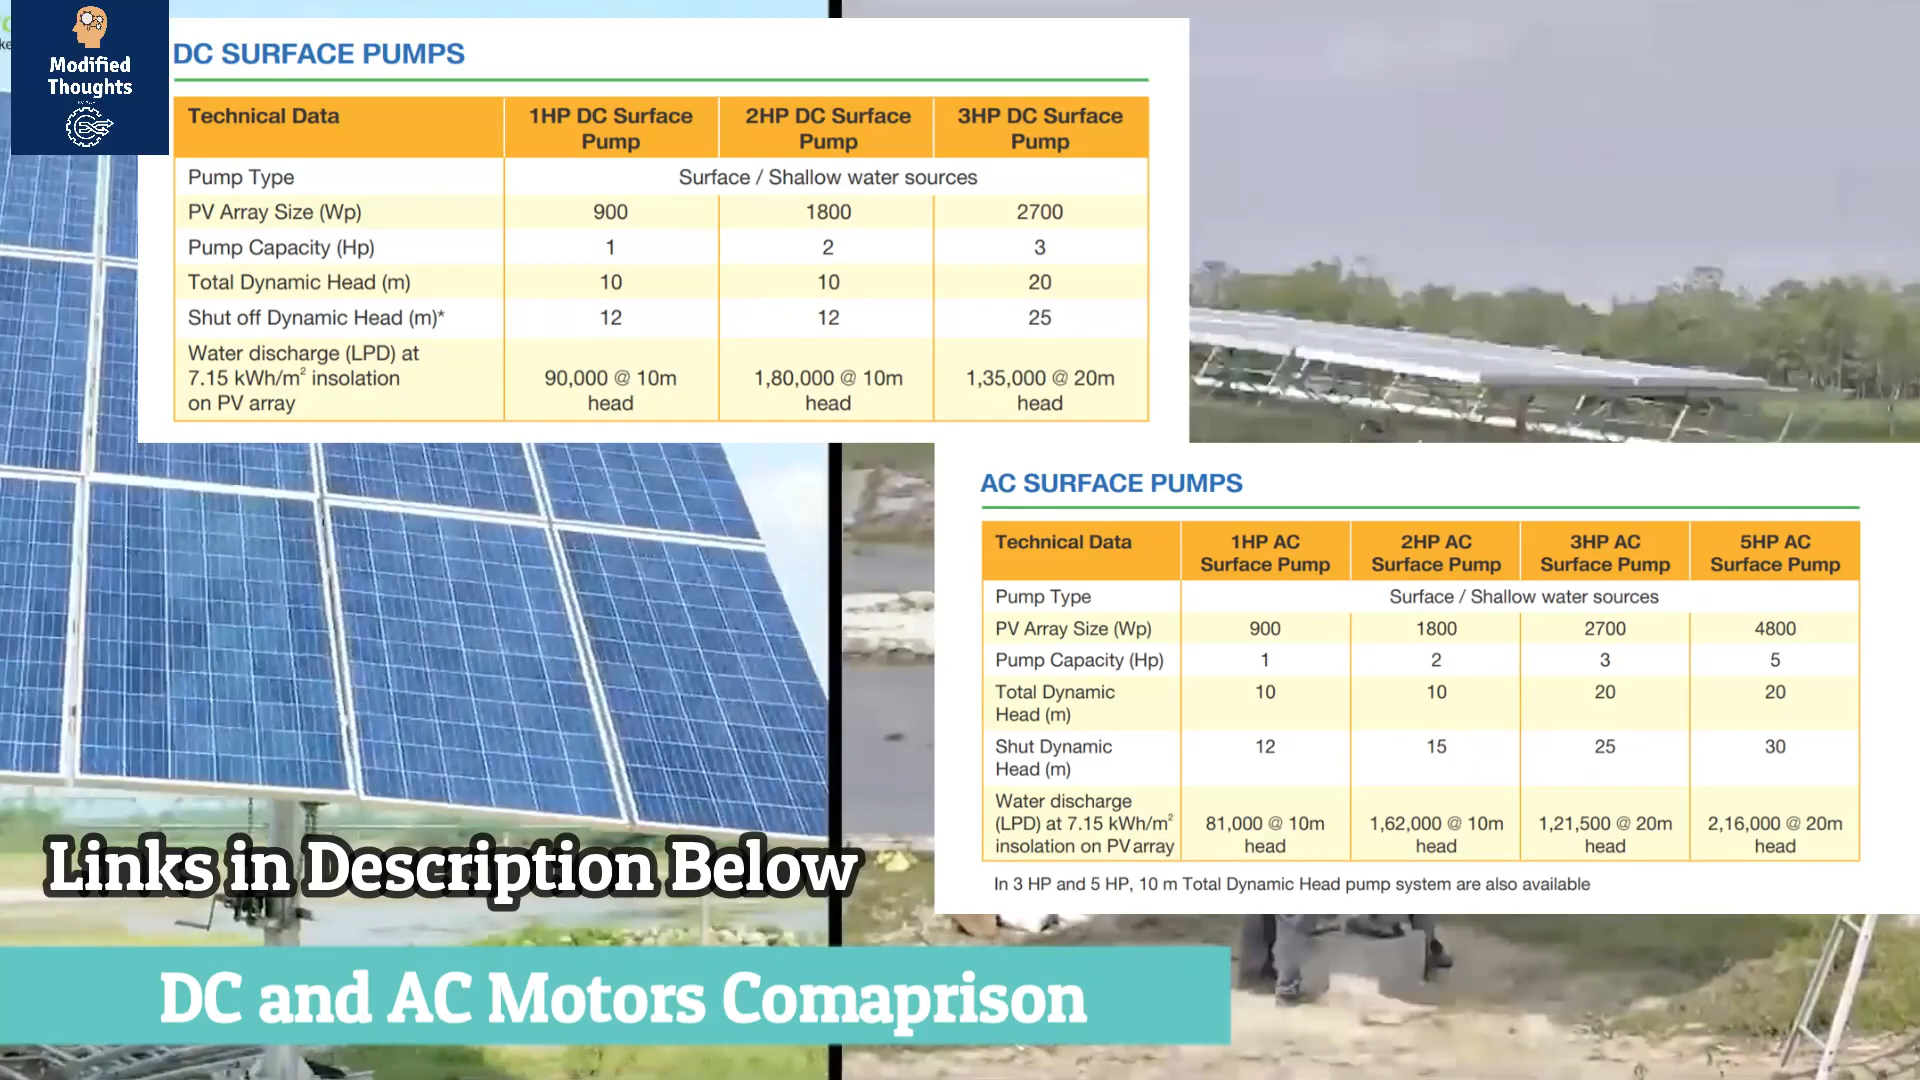 Modified
Thoughts
DC SURFACE PUMPS
Technical Data 1HP DC Surface Pump 2HP DC Surface Pump 3HP DC Surface Pump
Pump Type Surface / Shallow water sources
PV Array Size (Wp) 900 1800 2700
Pump Capacity (Hp) 1 2 3
Total Dynamic Head (m) 10 10 20
Shut off Dynamic Head (m)* 12 12 25
Water discharge (LPD) at
7.15 kWh/m² insolation 90,000 @ 10m 1,80,000 @ 10m 1,35,000 @ 20m
on PV array head head head
AC SURFACE PUMPS
Technical Data 1HP AC Surface Pump 2HP AC Surface Pump 3HP AC Surface Pump 5HP AC Surface Pump
Pump Type Surface / Shallow water sources
PV Array Size (Wp) 900 1800 2700 4800
Pump Capacity (Hp) 1 2 3 5
Total Dynamic
Head (m) 10 10 20 20
Shut Dynamic
Head (m) 12 15 25 30
Water discharge
(LPD) at 7.15 kWh/m² 81,000 @ 10m 1,62,000 @ 10m 1,21,500 @ 20m 2,16,000 @ 20m
insolation on PV array head head head head
In 3 HP and 5 HP, 10 m Total Dynamic Head pump system are also available
Links in Description Below
DC and AC Motors Comaprison